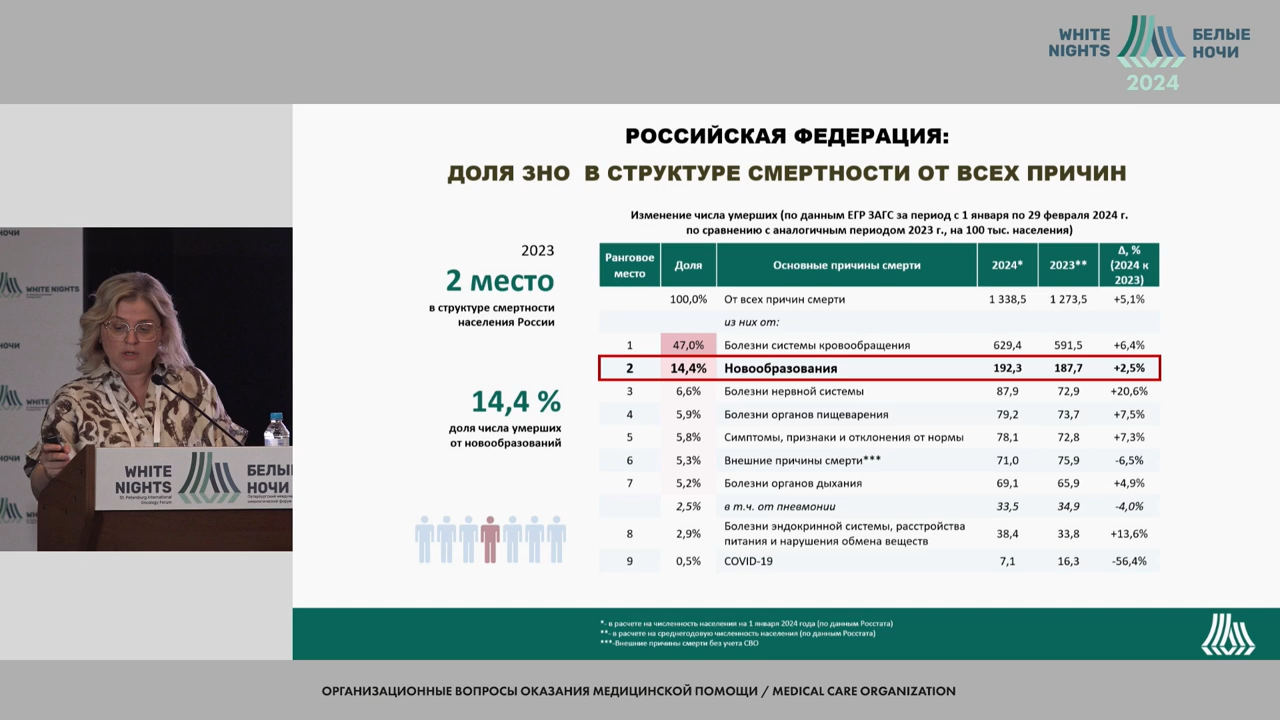 WHITE
NIGHTS
БЕЛЫЕ
НОЧИ
2024
РОССИЙСКАЯ ФЕДЕРАЦИЯ:
ДОЛЯ ЗНО В СТРУКТУРЕ СМЕРТНОСТИ ОТ ВСЕХ ПРИЧИН
2023
2 место
в структуре смертности
населения России
14,4 %
доля числа умерших
от новообразований
Изменение числа умерших (по данным ЕГР ЗАГС за период с 1 января по 29 февраля 2024 г.
по сравнению с аналогичным периодом 2023 г., на 100 тыс. населения)
Ранговое место Доля Основные причины смерти 2024* 2023** Δ, % (2024 к 2023)
100,0% От всех причин смерти 1 338,5 1 273,5 +5,1%
из них от:
1 47,0% Болезни системы кровообращения 629,4 591,5 +6,4%
2 14,4% Новообразования 192,3 187,7 +2,5%
3 6,6% Болезни нервной системы 87,9 72,9 +20,6%
4 5,9% Болезни органов пищеварения 79,2 73,7 +7,5%
5 5,8% Симптомы, признаки и отклонения от нормы 78,1 72,8 +7,3%
6 5,3% Внешние причины смерти*** 71,0 75,9 -6,5%
7 5,2% Болезни органов дыхания 69,1 65,9 +4,9%
2,5% в т.ч. от пневмонии 33,5 34,9 -4,0%
8 2,9% Болезни эндокринной системы, расстройства питания и нарушения обмена веществ 38,4 33,8 +13,6%
9 0,5% COVID-19 7,1 16,3 -56,4%
*- в расчете на численность населения на 1 января 2024 года (по данным Росстата)
**- в расчете на среднегодовую численность населения (по данным Росстата)
***-Внешние причины смерти без учета СВО
WHITE NIGHTS
WHITE
NIGHTS
St. Petersburg International
Oncology Forum
БЕЛЫЕ
НОЧИ
ОРГАНИЗАЦИОННЫЕ ВОПРОСЫ ОКАЗАНИЯ МЕДИЦИНСКОЙ ПОМОЩИ / MEDICAL CARE ORGANIZATION